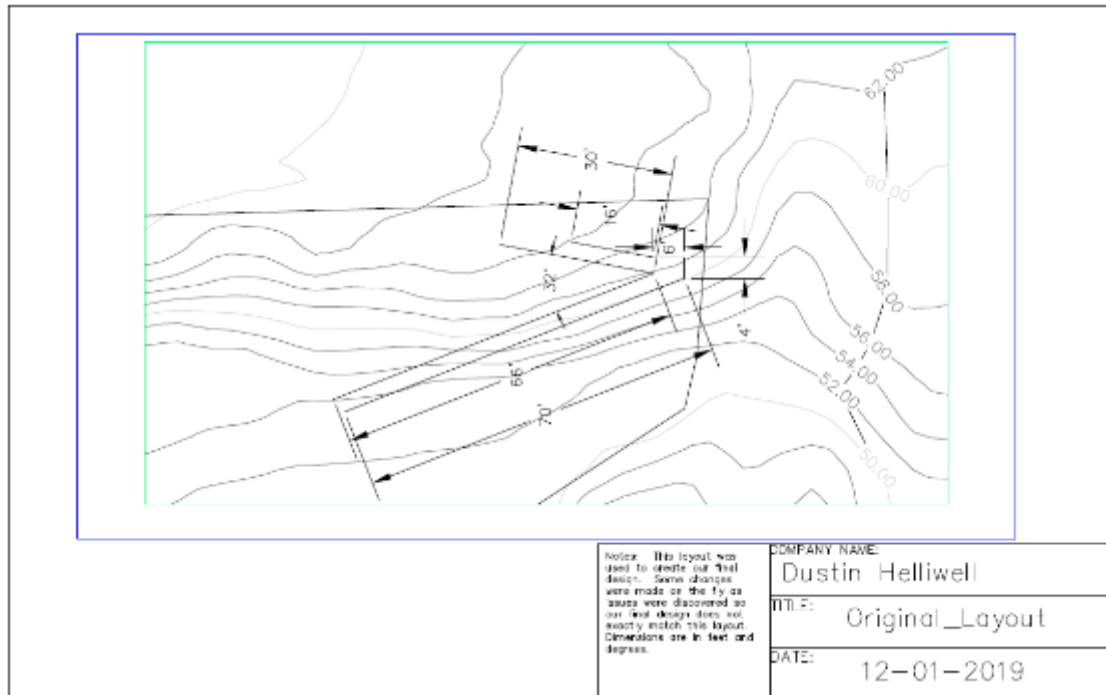 62.00
30'
60.00
16'
6'
39°
58.00
4'
56.00
66'
54.00
52.00
70'
50.00
Notes: This layout was
used to create our final
design. Some changes
were made on the fly as
issues were discovered so
our final design does not
exactly match this layout.
Dimensions are in feet and
degrees.
COMPANY NAME:
Dustin Helliwell
TITLE:
Original_Layout
DATE:
12-01-2019